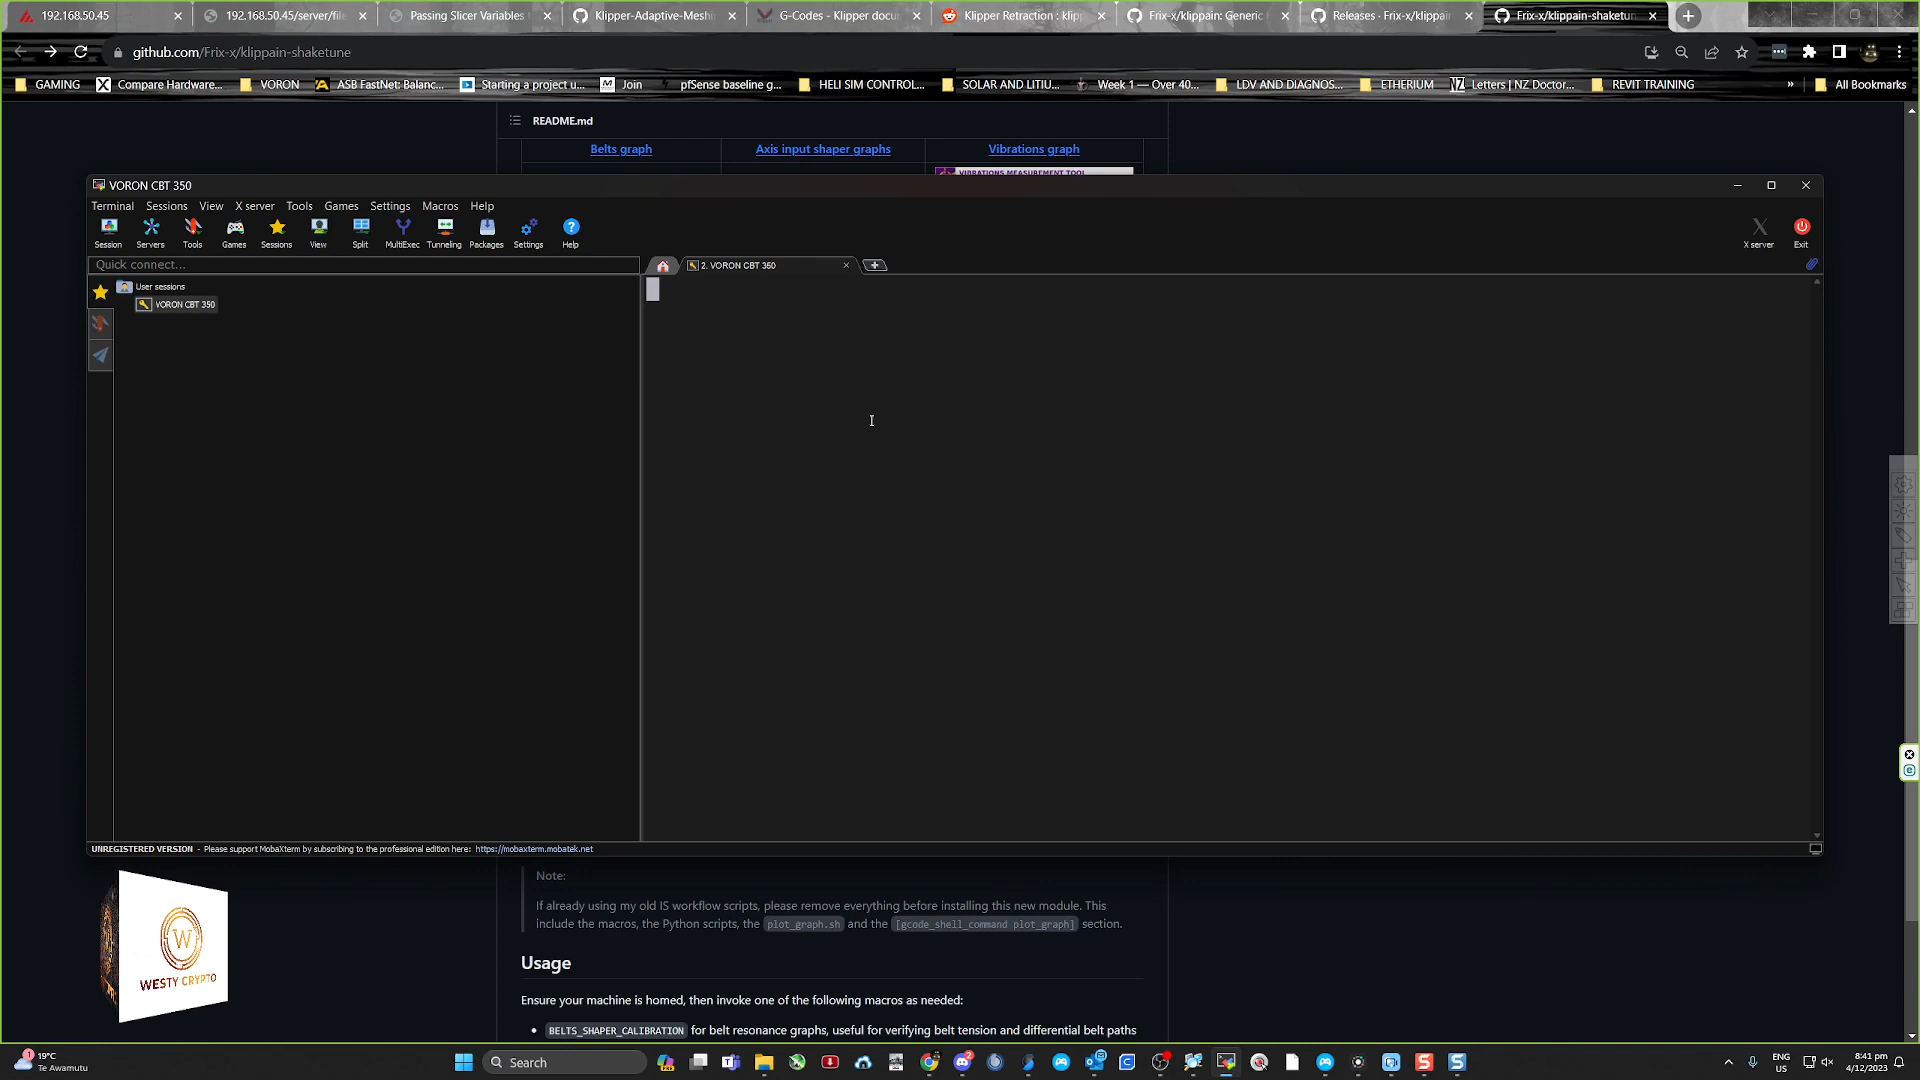 192.168.50.45
192.168.50.45/server/file
Passing Slicer Variables
Klipper-Adaptive-Meshi
G-Codes - Klipper docu
Klipper Retraction : klip
Frix-x/klippain: Generic
Releases · Frix-x/klippai
Frix-x/klippain-shaketun
github.com/Frix-x/klippain-shaketune
GAMING
Compare Hardware...
VORON
ASB FastNet: Balanc...
Starting a project u...
Join
pfSense baseline g...
HELI SIM CONTROL...
SOLAR AND LITIU...
Week 1 — Over 40...
LDV AND DIAGNOS...
ETHERIUM
Letters | NZ Doctor...
REVIT TRAINING
»
All Bookmarks
README.md
Belts graph
Axis input shaper graphs
Vibrations graph
VIBRATIONS MEASUREMENT TOOL
VORON CBT 350
Terminal Sessions View X server Tools Games Settings Macros Help
Session Servers Tools Games Sessions View Split MultiExec Tunneling Packages Settings Help
X server Exit
Quick connect...
2. VORON CBT 350
User sessions
VORON CBT 350
UNREGISTERED VERSION - Please support MobaXterm by subscribing to the professional edition here: https://mobaxterm.mobatek.net
Note:
If already using my old IS workflow scripts, please remove everything before installing this new module. This
include the macros, the Python scripts, the plot_graph.sh and the [gcode_shell_command plot_graph] section.
Usage
Ensure your machine is homed, then invoke one of the following macros as needed:
BELTS_SHAPER_CALIBRATION for belt resonance graphs, useful for verifying belt tension and differential belt paths
W
WESTY CRYPTO
1
19°C
Te Awamutu
Search
2
ENG
US
8:41 pm
4/12/2023